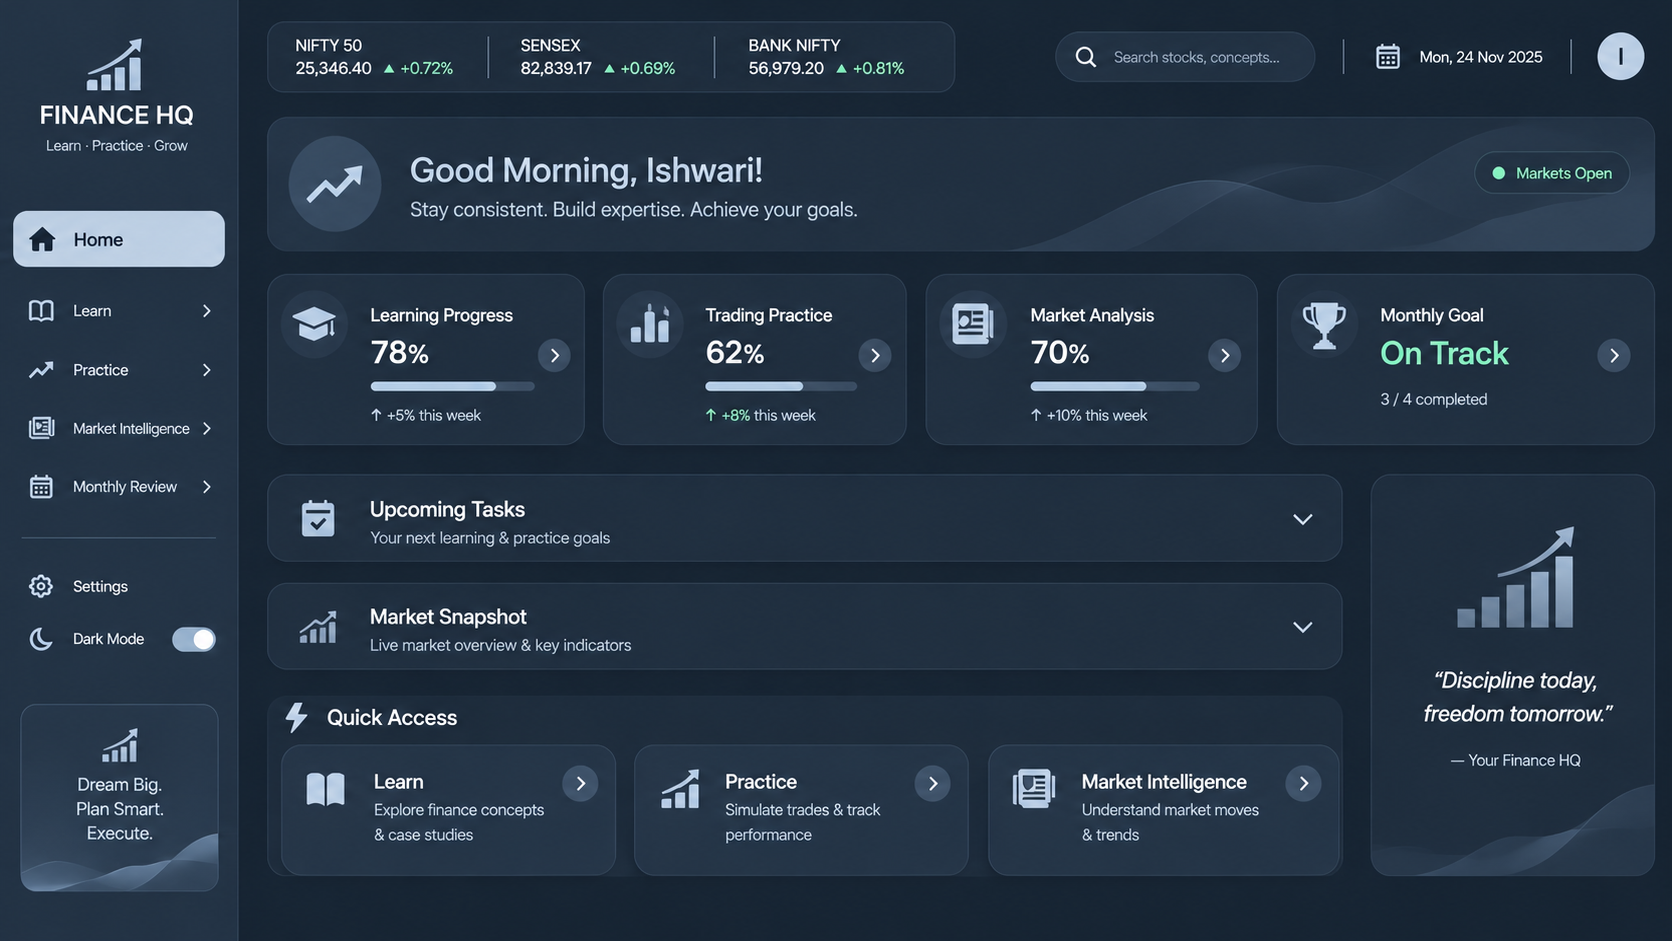 FINANCE HQ
Learn · Practice · Grow
Home
Learn
Practice
Market Intelligence
Monthly Review
Settings
Dark Mode
Dream Big.
Plan Smart.
Execute.
NIFTY 50
25,346.40 ▲ +0.72%
SENSEX
82,839.17 ▲ +0.69%
BANK NIFTY
56,979.20 ▲ +0.81%
Search stocks, concepts...
Mon, 24 Nov 2025
I
Good Morning, Ishwari!
Stay consistent. Build expertise. Achieve your goals.
Markets Open
Learning Progress
78%
↑ +5% this week
Trading Practice
62%
↑ +8% this week
Market Analysis
70%
↑ +10% this week
Monthly Goal
On Track
3 / 4 completed
Upcoming Tasks
Your next learning & practice goals
Market Snapshot
Live market overview & key indicators
Quick Access
Learn
Explore finance concepts
& case studies
Practice
Simulate trades & track
performance
Market Intelligence
Understand market moves
& trends
“Discipline today,
freedom tomorrow.”
— Your Finance HQ